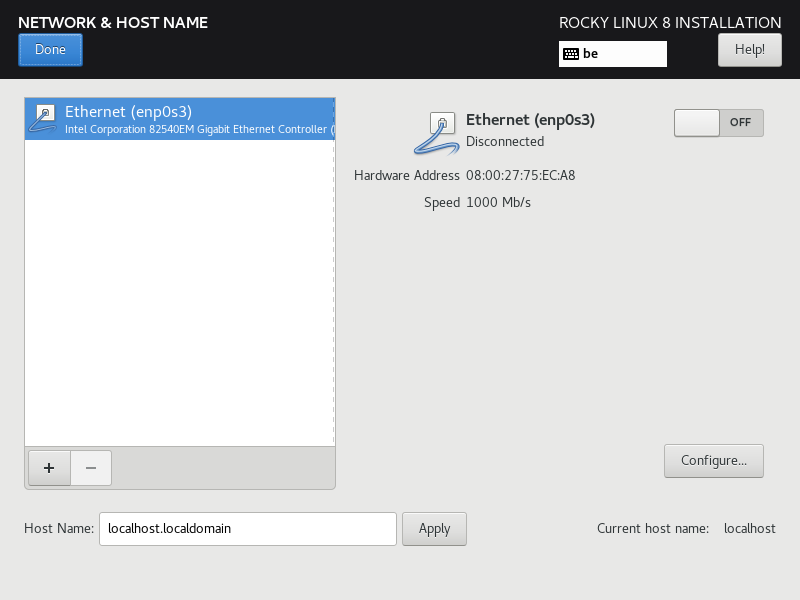 NETWORK & HOST NAME
ROCKY LINUX 8 INSTALLATION
Done
be
Help!
Ethernet (enp0s3)
Intel Corporation 82540EM Gigabit Ethernet Controller (
Ethernet (enp0s3)
Disconnected
OFF
Hardware Address 08:00:27:75:EC:A8
Speed 1000 Mb/s
+ −
Configure...
Host Name: localhost.localdomain Apply Current host name: localhost